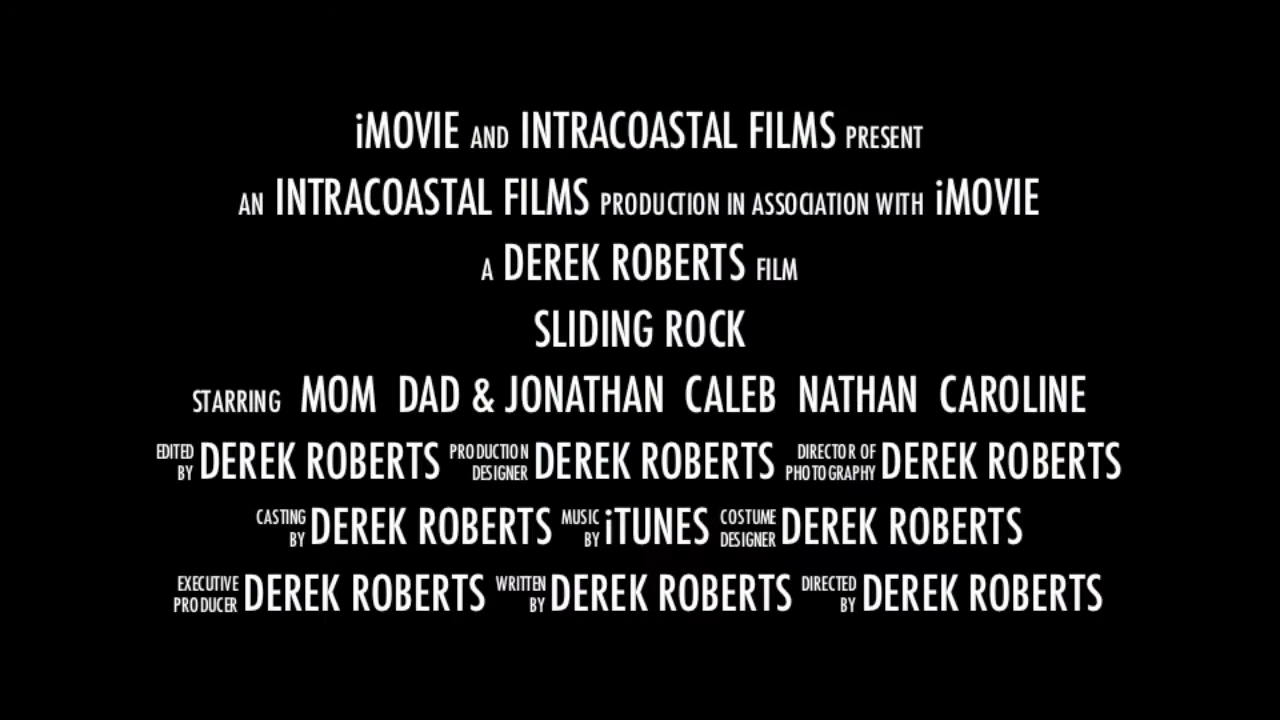 iMOVIE AND INTRACOASTAL FILMS PRESENT
AN INTRACOASTAL FILMS PRODUCTION IN ASSOCIATION WITH iMOVIE
A DEREK ROBERTS FILM
SLIDING ROCK
STARRING MOM DAD & JONATHAN CALEB NATHAN CAROLINE
EDITED BY DEREK ROBERTS PRODUCTION DESIGNER DEREK ROBERTS DIRECTOR OF PHOTOGRAPHY DEREK ROBERTS
CASTING BY DEREK ROBERTS MUSIC BY iTUNES COSTUME DESIGNER DEREK ROBERTS
EXECUTIVE PRODUCER DEREK ROBERTS WRITTEN BY DEREK ROBERTS DIRECTED BY DEREK ROBERTS